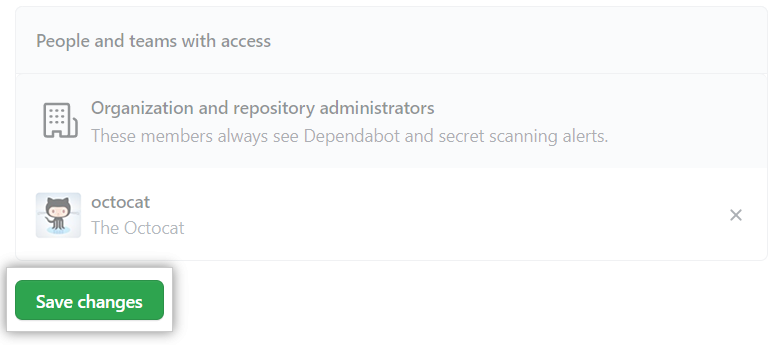 People and teams with access
Organization and repository administrators
These members always see Dependabot and secret scanning alerts.
octocat
The Octocat
Save changes